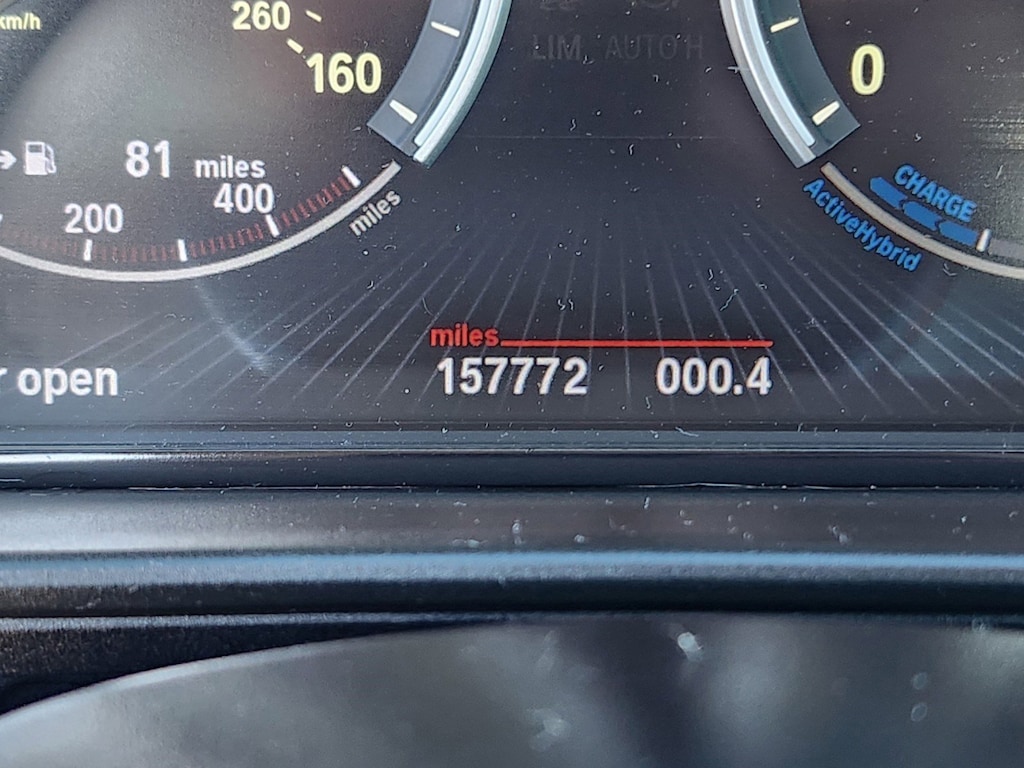 km/h
260
160
LIM. AUTO H
0
81 miles
400
200
miles
CHARGE
ActiveHybrid
miles
157772 000.4
open